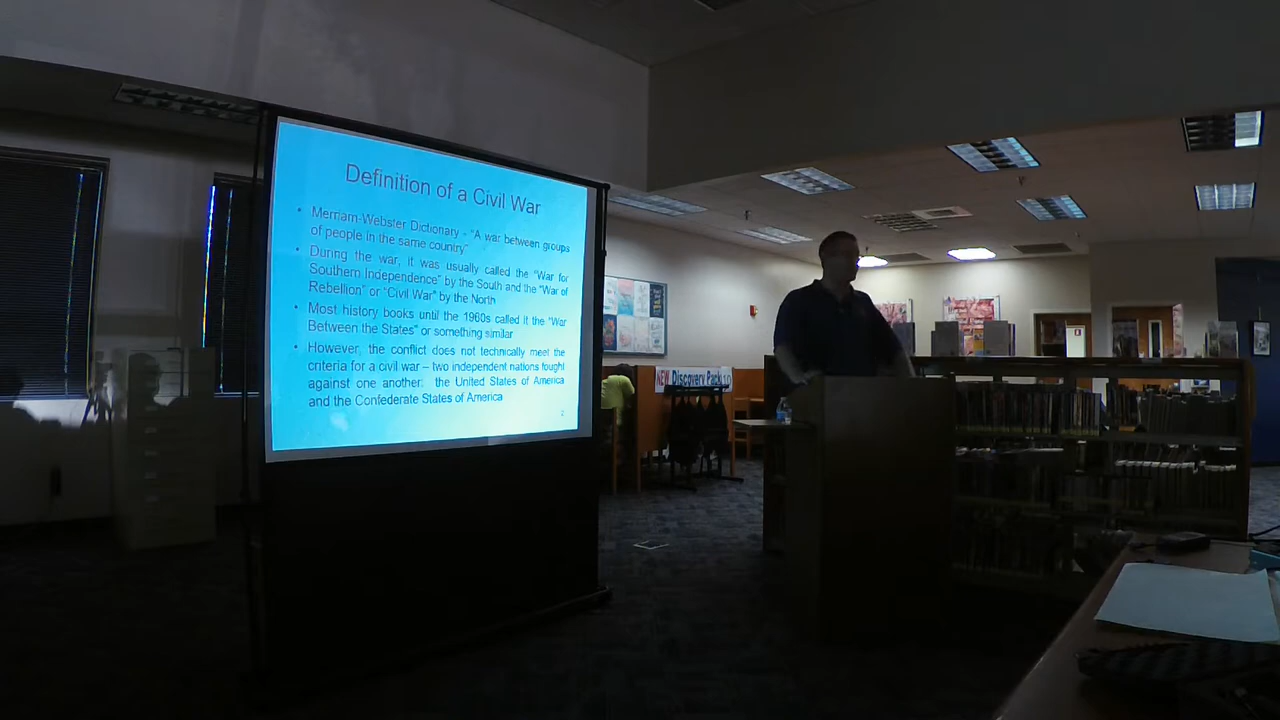 Definition of a Civil War
• Merriam-Webster Dictionary - "A war between groups
of people in the same country"
• During the war, it was usually called the "War for
Southern Independence" by the South and the "War of
Rebellion" or "Civil War" by the North
• Most history books until the 1960s called it the "War
Between the States" or something similar
• However, the conflict does not technically meet the
criteria for a civil war – two independent nations fought
against one another: the United States of America
and the Confederate States of America
2
NEW Discovery Packs